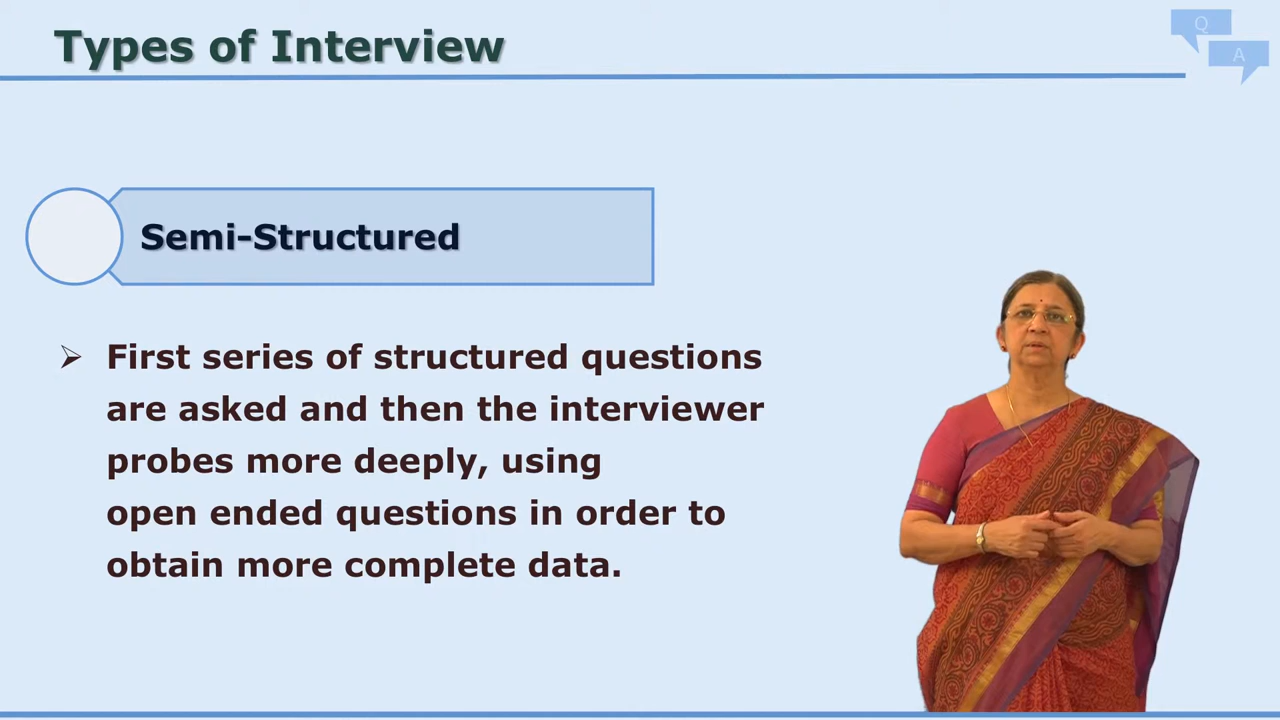 Types of Interview
Q
A
Semi-Structured
First series of structured questions
are asked and then the interviewer
probes more deeply, using
open ended questions in order to
obtain more complete data.